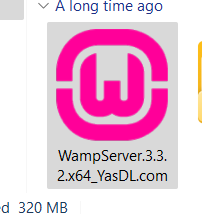 A long time ago
WampServer.3.3.
2.x64_YasDL.com
320 MB